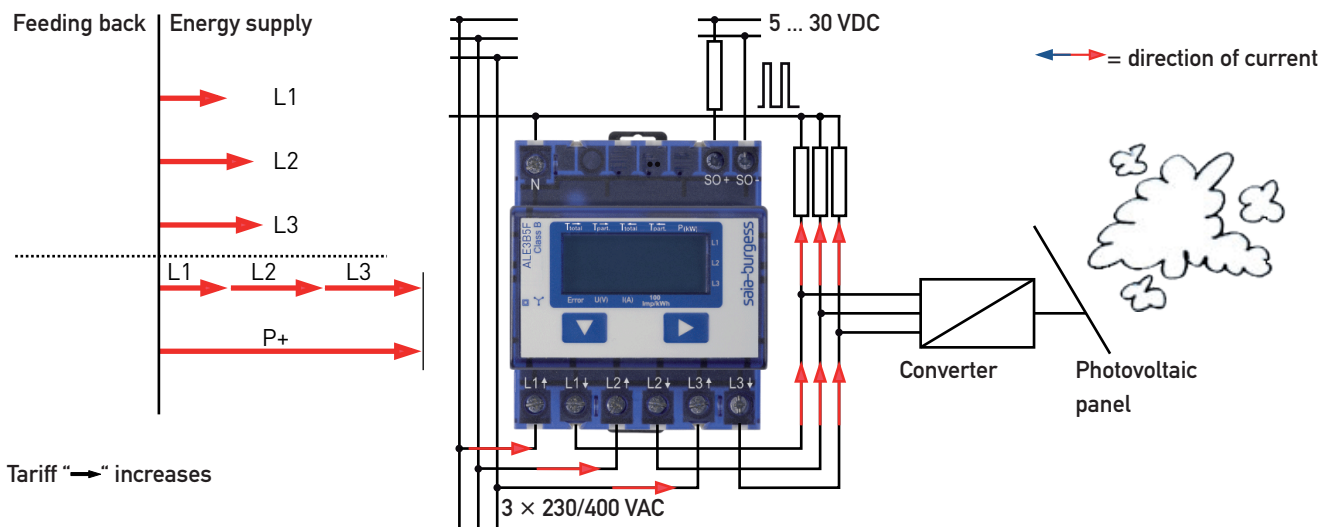 Feeding back
Energy supply
L1
L2
L3
L1 L2 L3
P+
Tariff "→" increases
5 ... 30 VDC
= direction of current
N
SO+ SO-
ALE3B5F
Class B
Ttotal Tpart. Ttotal Tpart. P(kW)
L1
L2
L3
saia-burgess
Error U(V) I(A) 100 Imp/kWh
L1↑ L1↓ L2↑ L2↓ L3↑ L3↓
3 × 230/400 VAC
Converter
Photovoltaic
panel